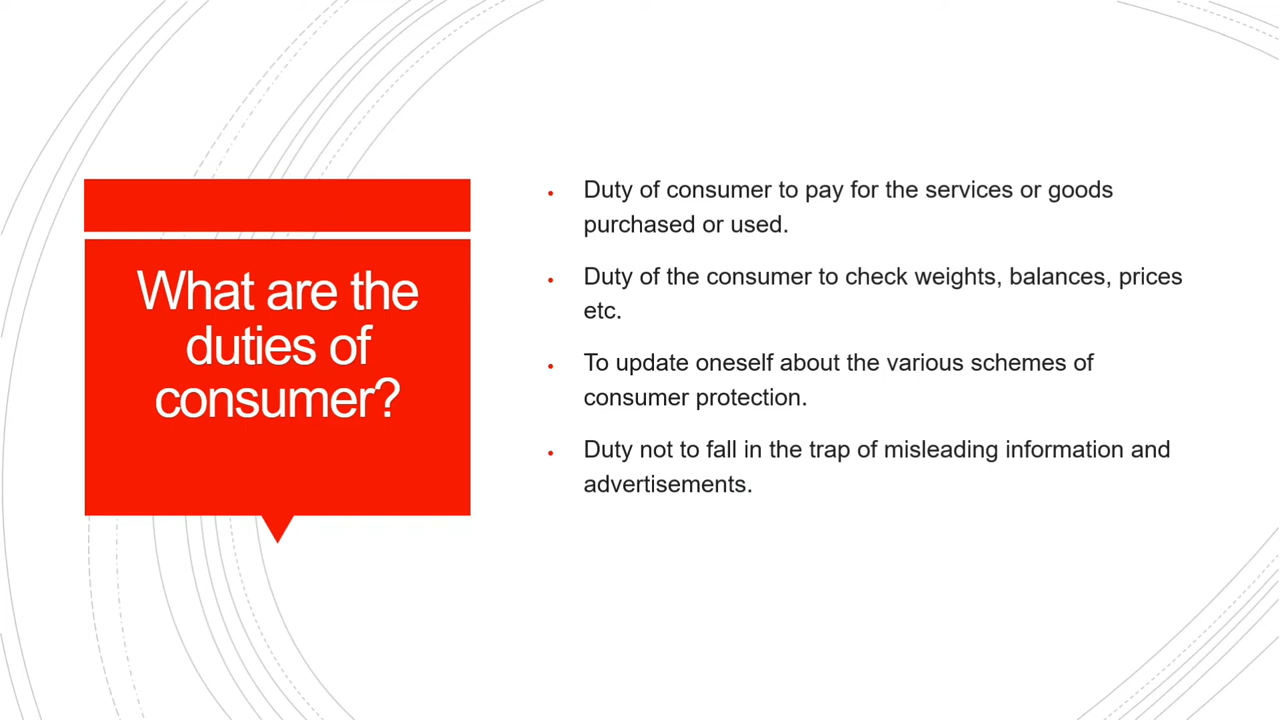 What are the
duties of
consumer?
• Duty of consumer to pay for the services or goods
purchased or used.
• Duty of the consumer to check weights, balances, prices
etc.
• To update oneself about the various schemes of
consumer protection.
• Duty not to fall in the trap of misleading information and
advertisements.